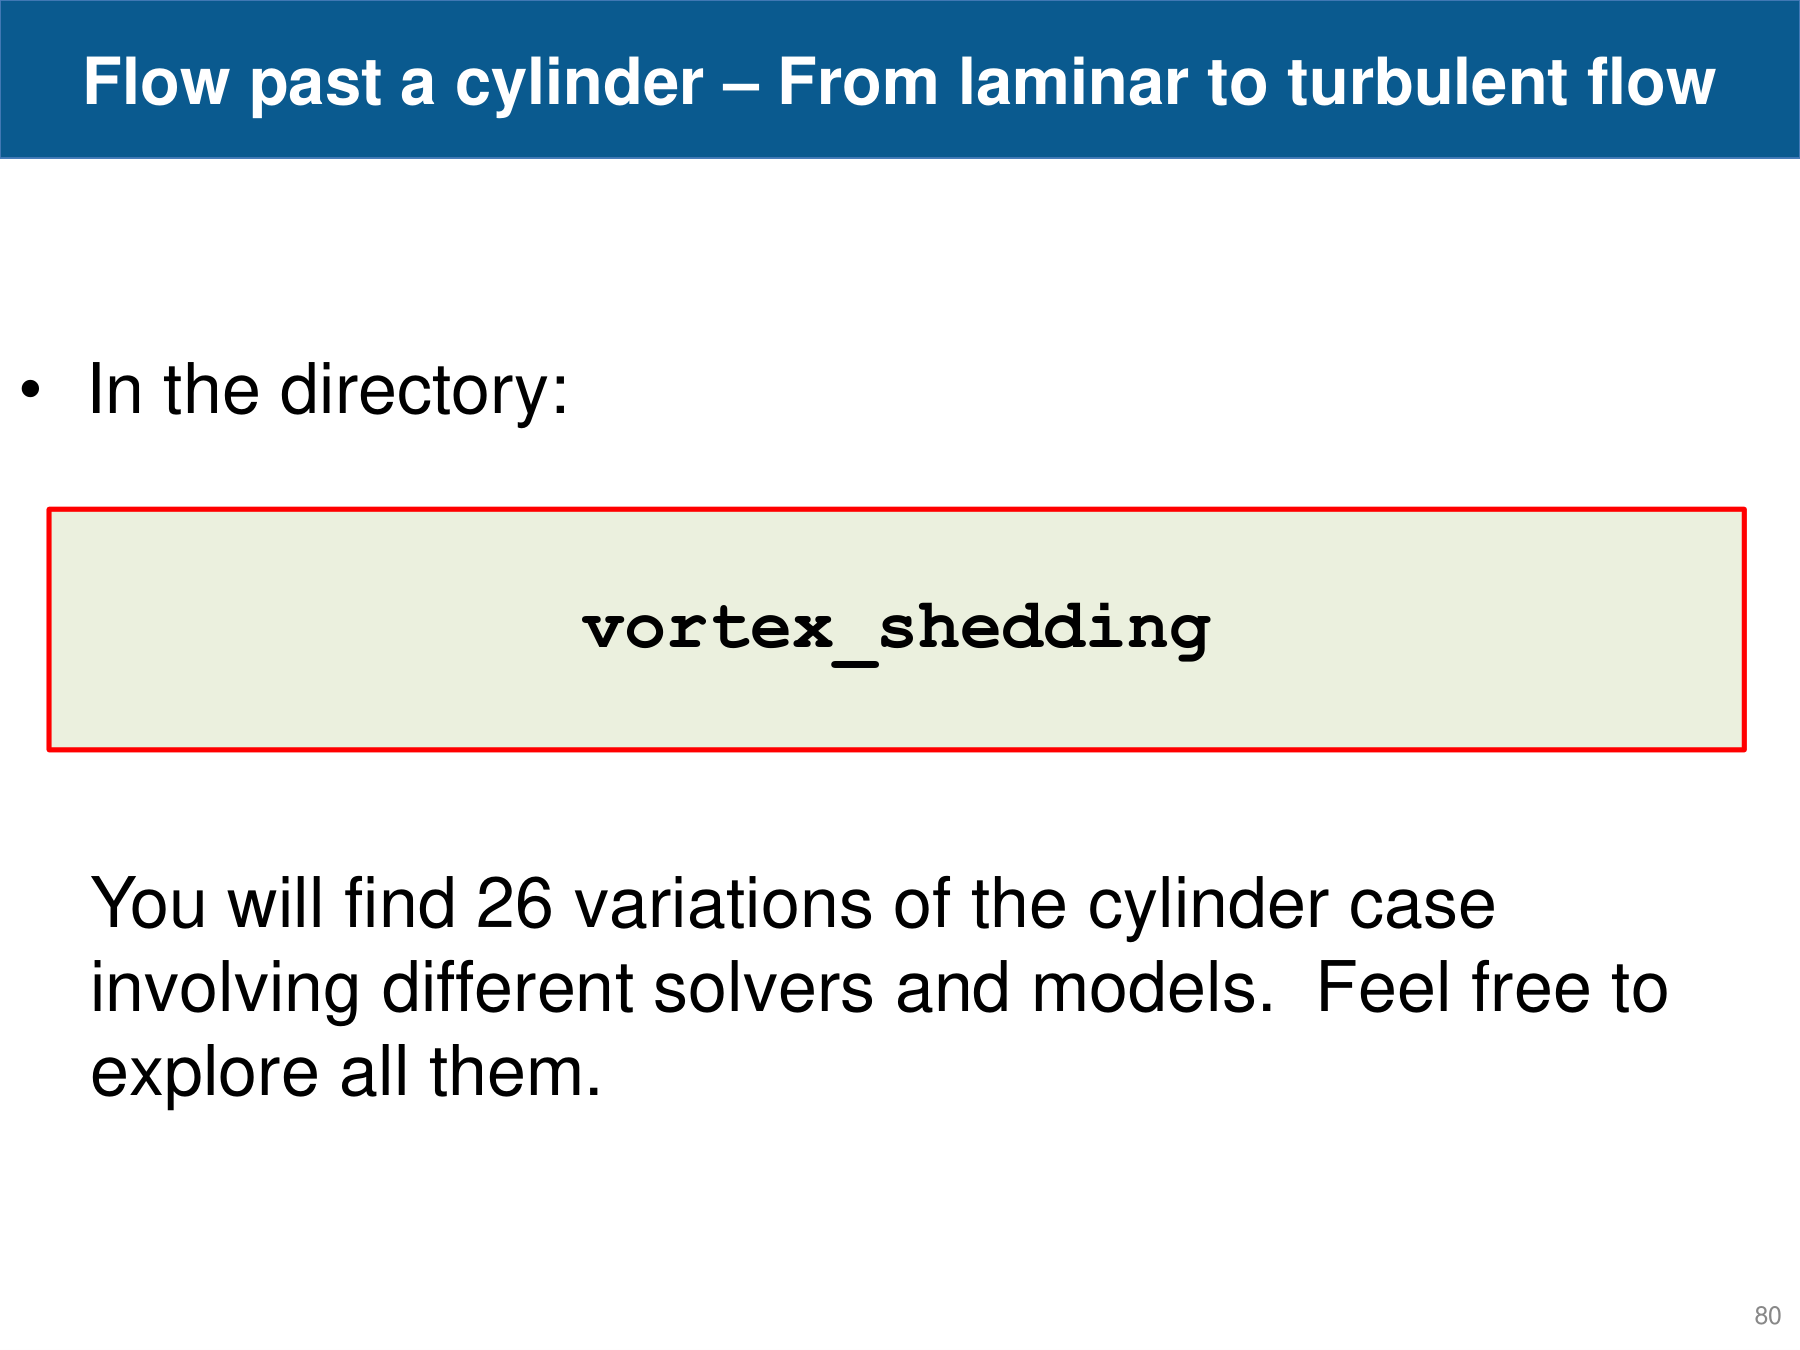 Flow past a cylinder – From laminar to turbulent flow
• In the directory:
vortex_shedding
You will find 26 variations of the cylinder case
involving different solvers and models.  Feel free to
explore all them.
80